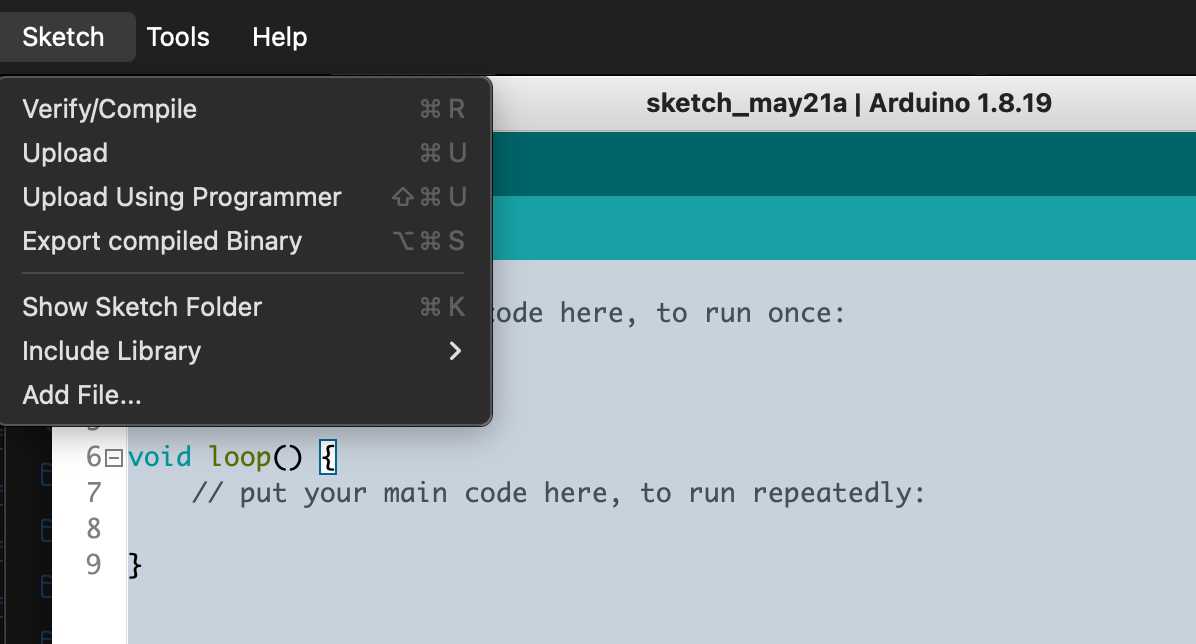 Sketch Tools Help
sketch_may21a | Arduino 1.8.19
Verify/Compile ⌘ R
Upload ⌘ U
Upload Using Programmer ⇧ ⌘ U
Export compiled Binary ⌥ ⌘ S
Show Sketch Folder ⌘ K
Include Library
Add File...
code here, to run once:
6 void loop() {
7 // put your main code here, to run repeatedly:
8
9 }